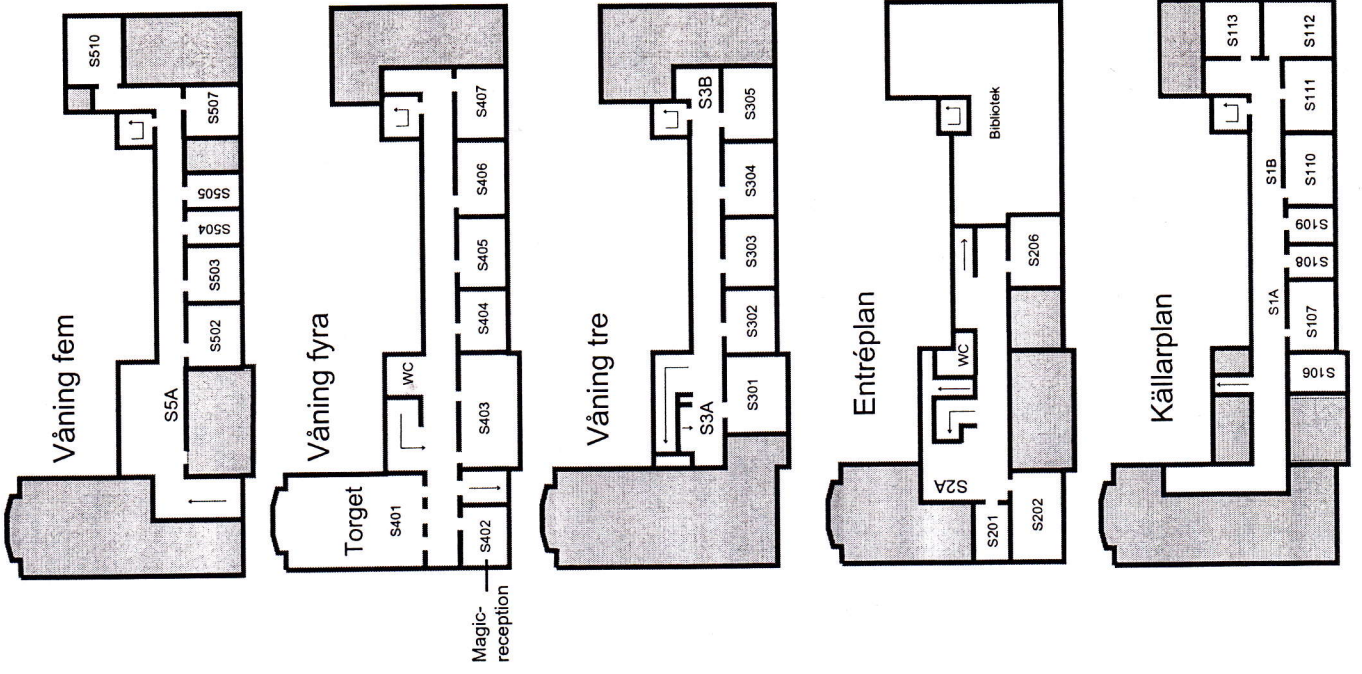 Våning fem
S510
S507
S505
S504
S503
S502
S5A
Våning fyra
S407
S406
S405
S404
WC
S403
Torget
S401
S402
Magic-
reception
Våning tre
S3B
S305
S304
S303
S302
S301
S3A
Entréplan
Bibliotek
S206
WC
S2A
S201
S202
Källarplan
S113
S112
S111
S110
S1B
S109
S108
S1A
S107
S106